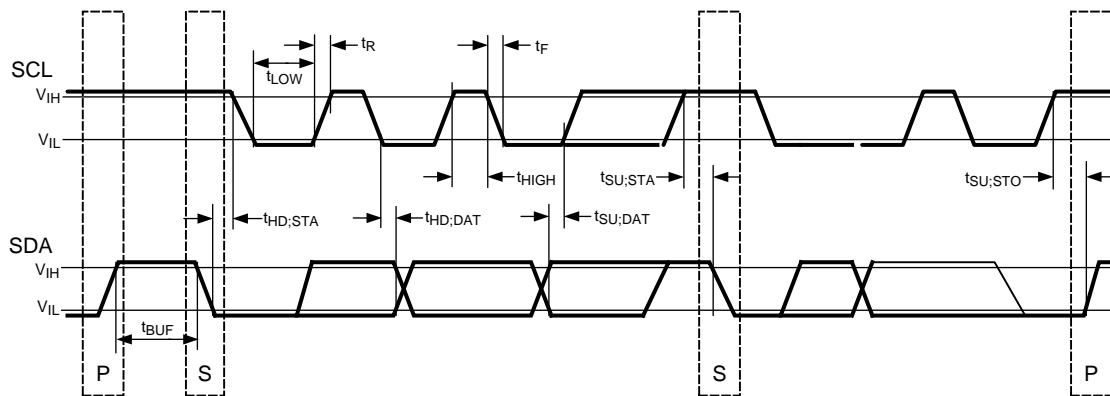 tR
tF
SCL
tLOW
VIH
VIL
tHIGH
tSU;STA
tSU;STO
tHD;STA
tHD;DAT
tSU;DAT
SDA
VIH
VIL
tBUF
P
S
S
P